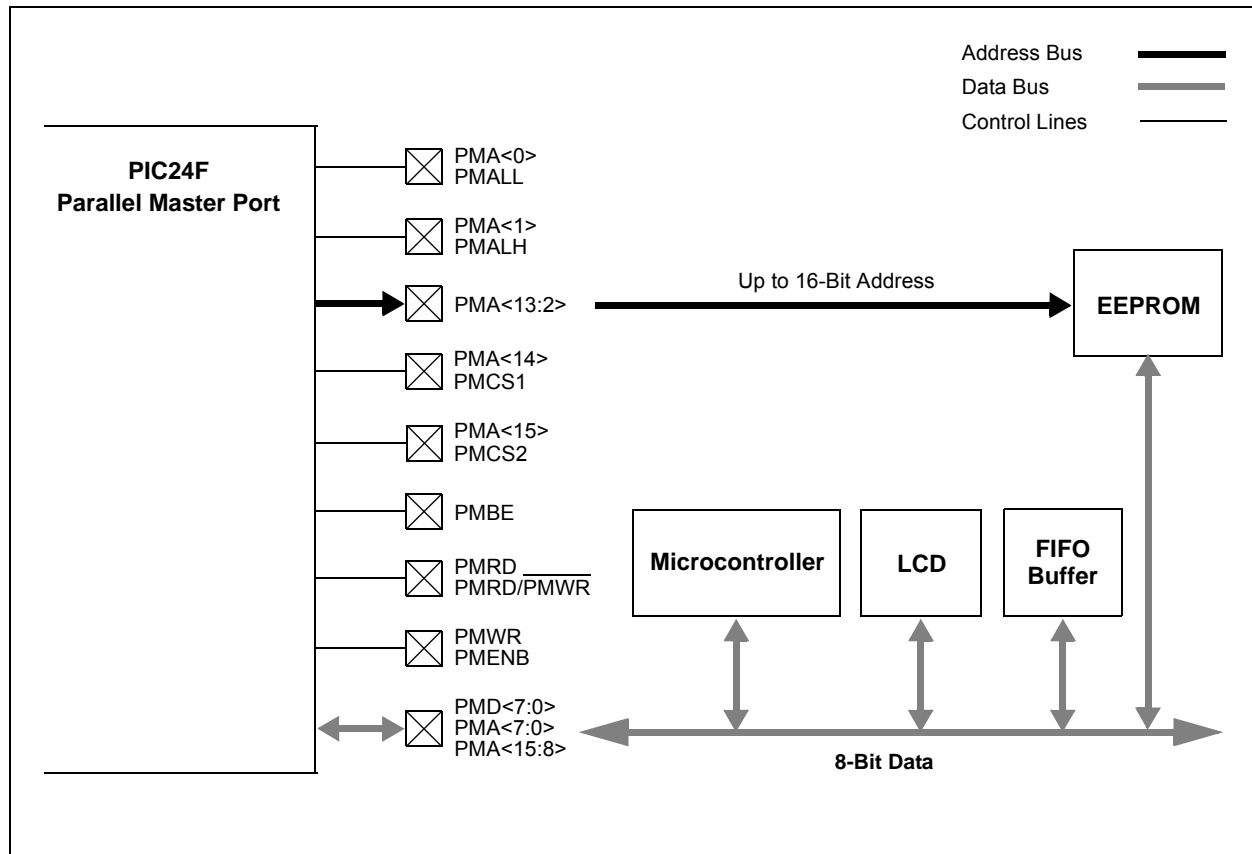 Address Bus
Data Bus
Control Lines
PIC24F
Parallel Master Port
PMA<0>
PMALL
PMA<1>
PMALH
PMA<13:2>
Up to 16-Bit Address
EEPROM
PMA<14>
PMCS1
PMA<15>
PMCS2
PMBE
Microcontroller
LCD
FIFO
Buffer
PMRD
PMRD/PMWR
PMWR
PMENB
PMD<7:0>
PMA<7:0>
PMA<15:8>
8-Bit Data